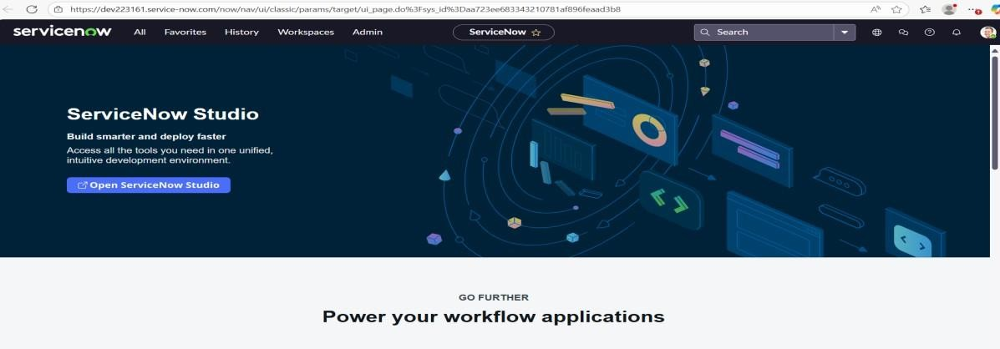 https://dev223161.service-now.com/now/nav/ui/classic/params/target/ui_page.do%3Fsys_id%3Daa723ee683343210781af896feaad3b8
servicenow All Favorites History Workspaces Admin ServiceNow Search
ServiceNow Studio
Build smarter and deploy faster
Access all the tools you need in one unified,
intuitive development environment.
Open ServiceNow Studio
GO FURTHER
Power your workflow applications